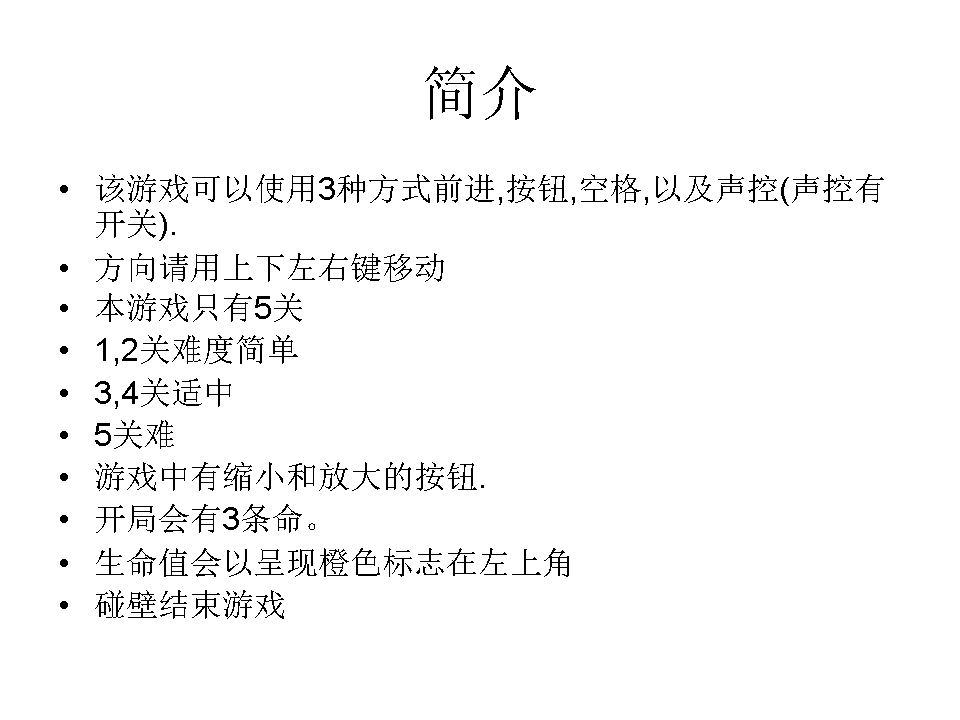 简介
• 该游戏可以使用3种方式前进,按钮,空格,以及声控(声控有
开关).
• 方向请用上下左右键移动
• 本游戏只有5关
• 1,2关难度简单
• 3,4关适中
• 5关难
• 游戏中有缩小和放大的按钮.
• 开局会有3条命。
• 生命值会以呈现橙色标志在左上角
• 碰壁结束游戏